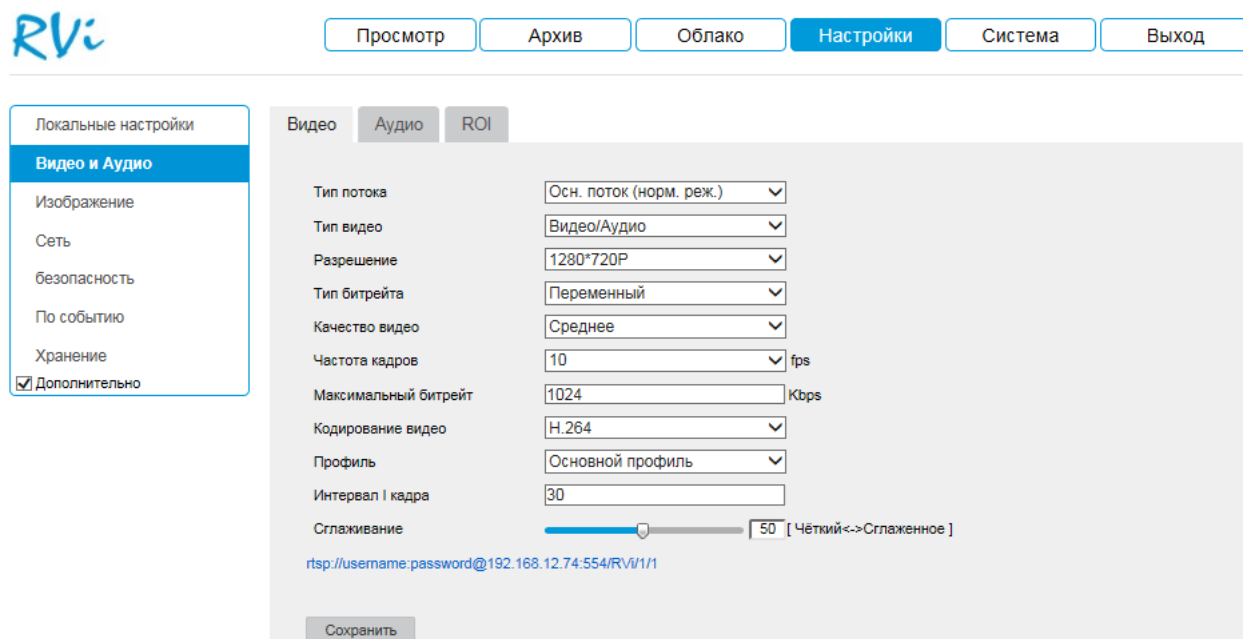 RVi
Просмотр Архив Облако Настройки Система Выход
Локальные настройки
Видео и Аудио
Изображение
Сеть
безопасность
По событию
Хранение
Дополнительно
Видео Аудио ROI
Тип потока Осн. поток (норм. реж.)
Тип видео Видео/Аудио
Разрешение 1280*720P
Тип битрейта Переменный
Качество видео Среднее
Частота кадров 10 fps
Максимальный битрейт 1024 Kbps
Кодирование видео H.264
Профиль Основной профиль
Интервал I кадра 30
Сглаживание 50 [ Чёткий<->Сглаженное ]
rtsp://username:password@192.168.12.74:554/RVi/1/1
Сохранить